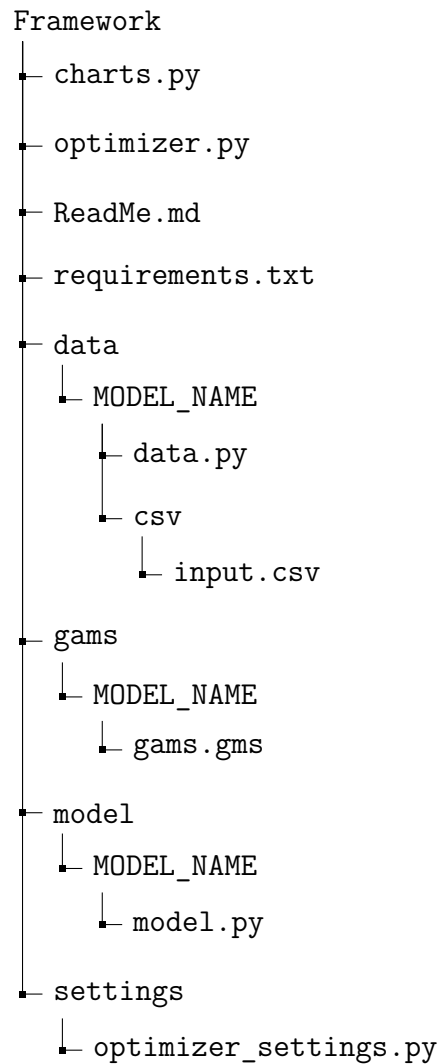 Framework
charts.py
optimizer.py
ReadMe.md
requirements.txt
data
MODEL_NAME
data.py
csv
input.csv
gams
MODEL_NAME
gams.gms
model
MODEL_NAME
model.py
settings
optimizer_settings.py